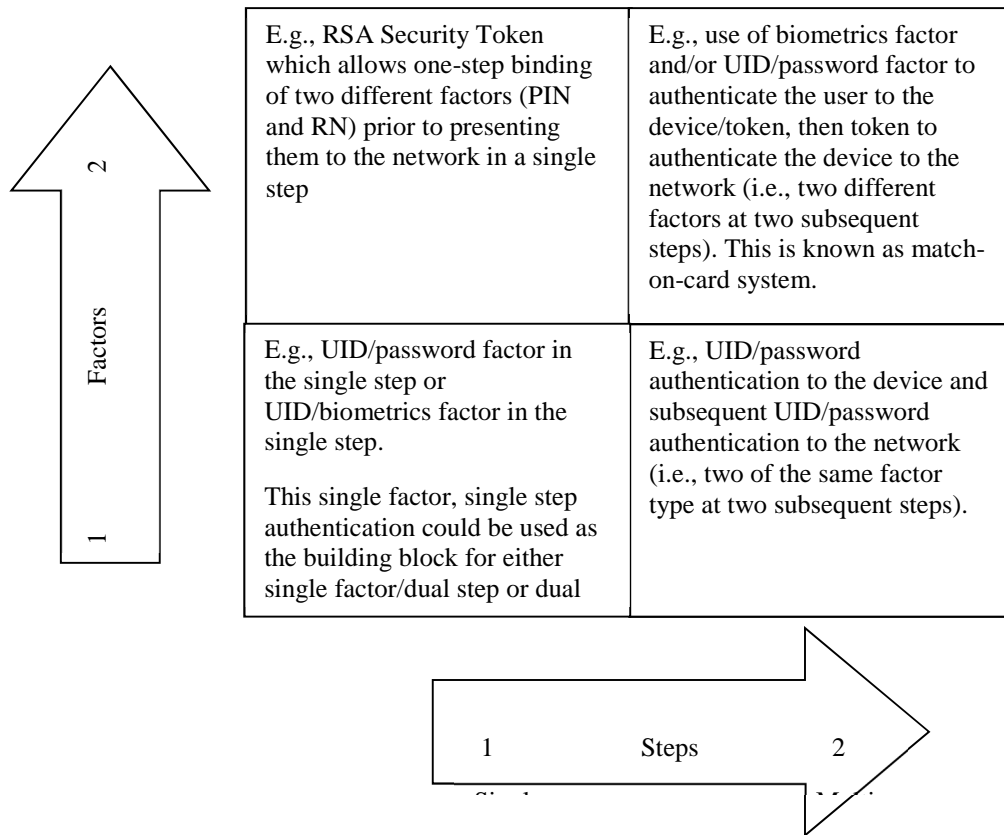 E.g., RSA Security Token
which allows one-step binding
of two different factors (PIN
and RN) prior to presenting
them to the network in a single
step
E.g., use of biometrics factor
and/or UID/password factor to
authenticate the user to the
device/token, then token to
authenticate the device to the
network (i.e., two different
factors at two subsequent
steps). This is known as match-
on-card system.
2
Factors
1
E.g., UID/password factor in
the single step or
UID/biometrics factor in the
single step.
This single factor, single step
authentication could be used as
the building block for either
single factor/dual step or dual
E.g., UID/password
authentication to the device and
subsequent UID/password
authentication to the network
(i.e., two of the same factor
type at two subsequent steps).
1 Steps 2